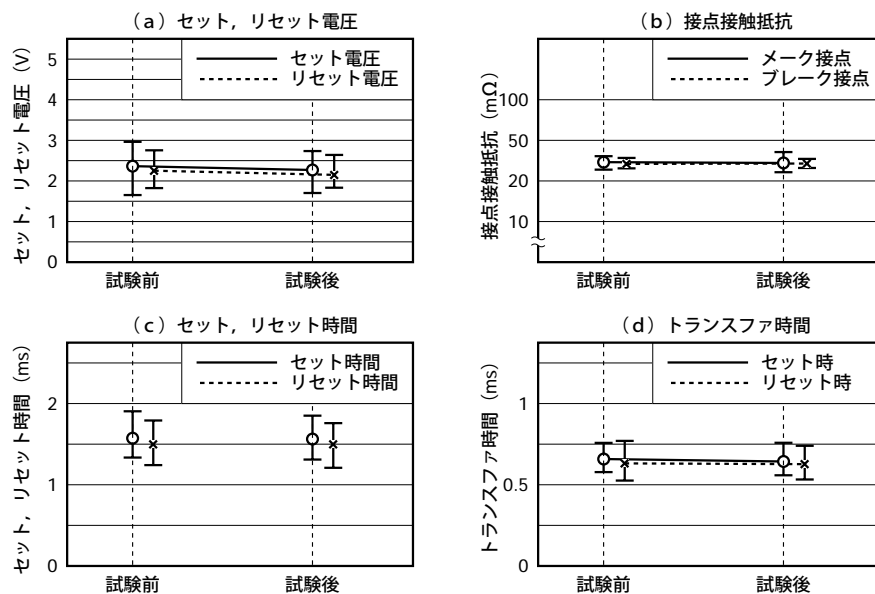 (a) セット，リセット電圧
セット，リセット電圧 (V)
5
4
3
2
1
0
セット電圧
リセット電圧
試験前
試験後
(b) 接点接触抵抗
接点接触抵抗 (mΩ)
100
50
20
10
メーク接点
ブレーク接点
試験前
試験後
(c) セット，リセット時間
セット，リセット時間 (ms)
2
1
0
セット時間
リセット時間
試験前
試験後
(d) トランスファ時間
トランスファ時間 (ms)
1
0.5
0
セット時
リセット時
試験前
試験後